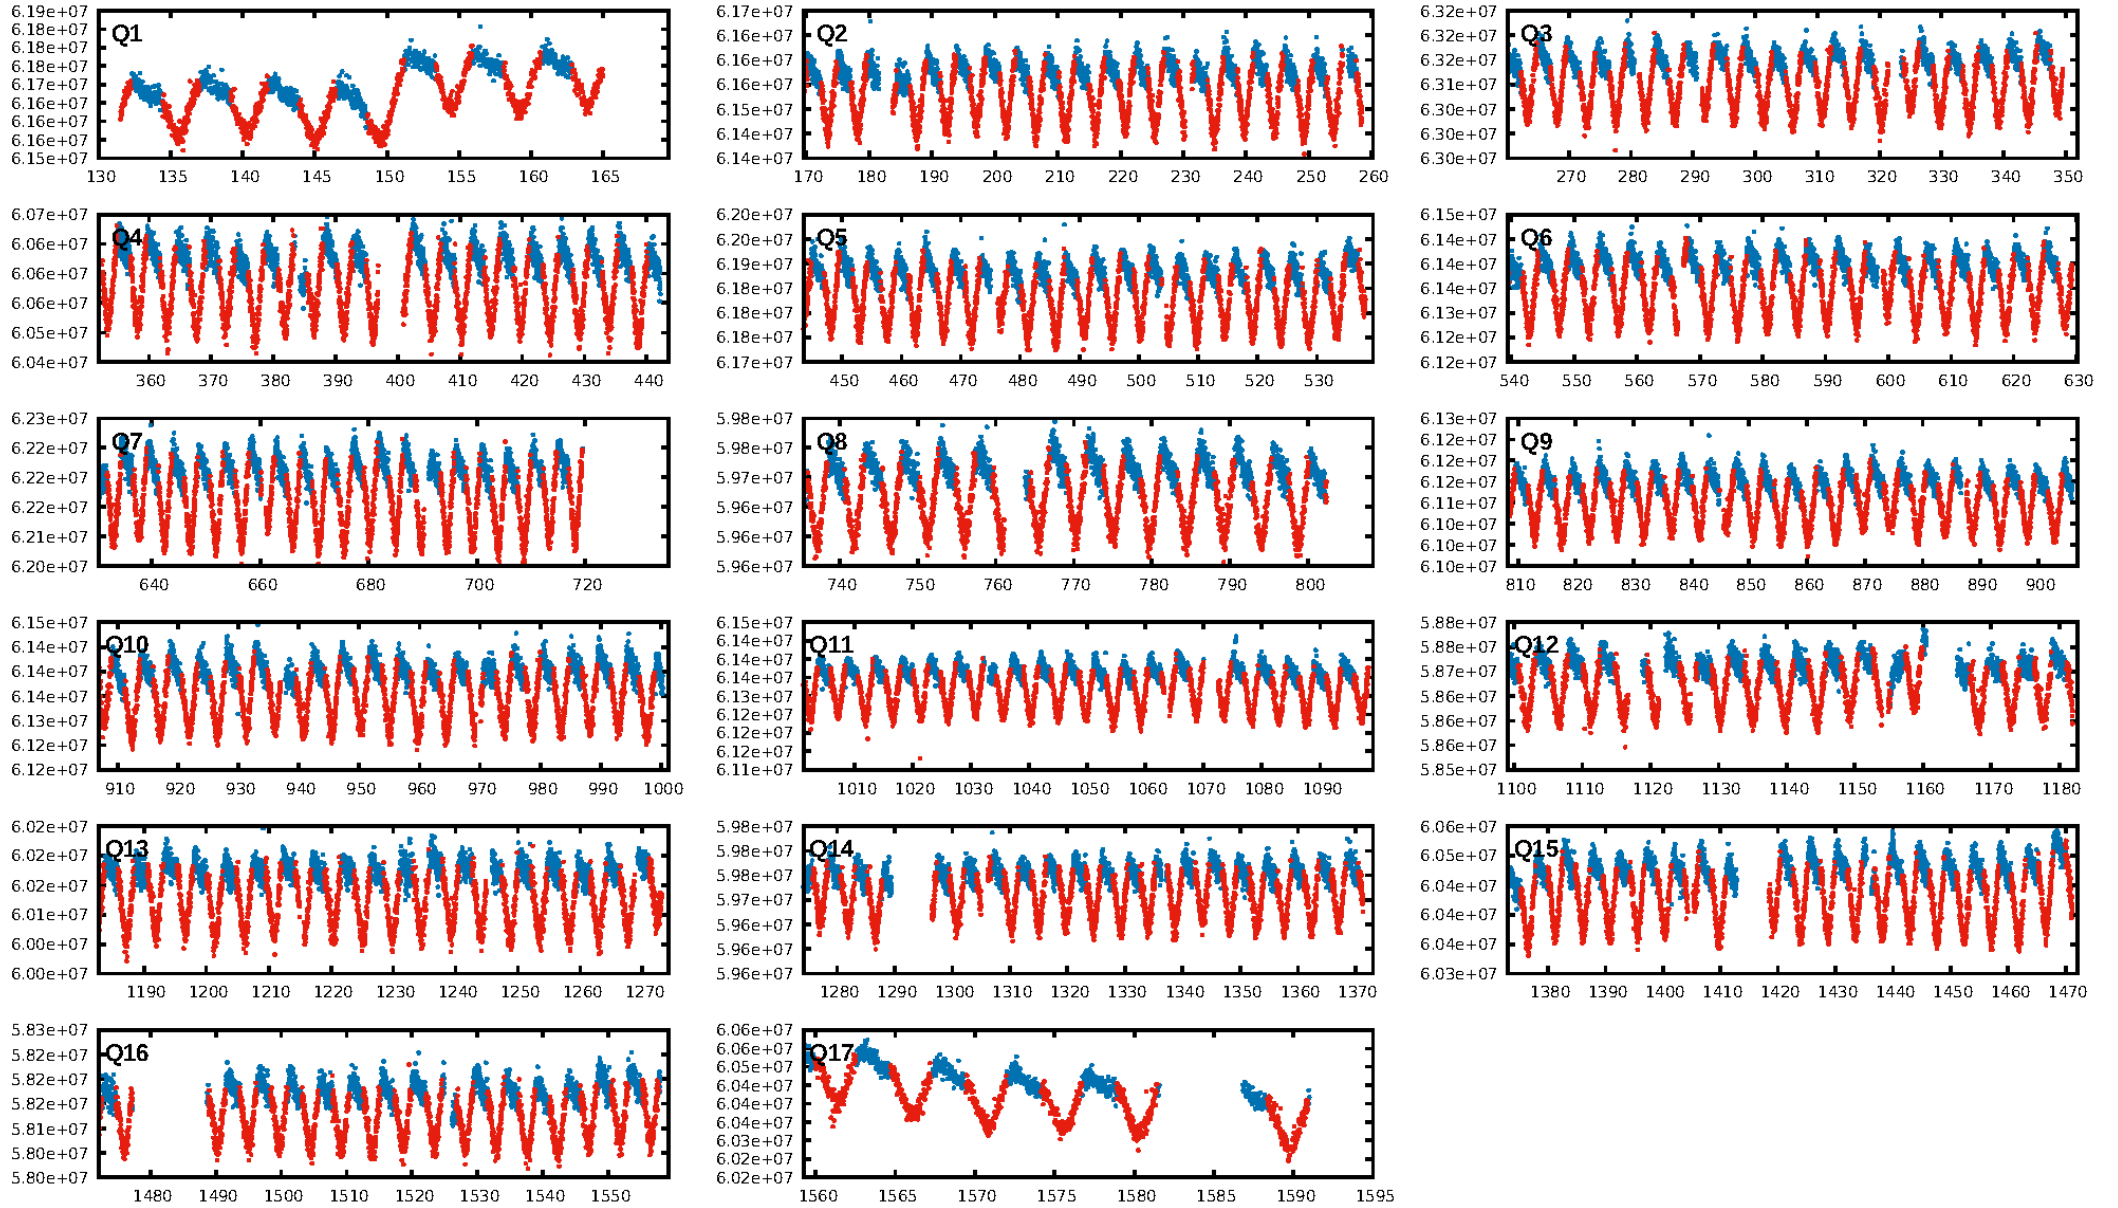 Q1
6.19e+07
6.18e+07
6.18e+07
6.18e+07
6.17e+07
6.16e+07
6.16e+07
6.16e+07
6.15e+07
130 135 140 145 150 155 160 165
Q2
6.17e+07
6.16e+07
6.16e+07
6.16e+07
6.15e+07
6.14e+07
6.14e+07
170 180 190 200 210 220 230 240 250 260
Q3
6.32e+07
6.32e+07
6.32e+07
6.31e+07
6.30e+07
6.30e+07
6.30e+07
270 280 290 300 310 320 330 340 350
Q4
6.07e+07
6.06e+07
6.06e+07
6.06e+07
6.05e+07
6.04e+07
360 370 380 390 400 410 420 430 440
Q5
6.20e+07
6.20e+07
6.19e+07
6.18e+07
6.18e+07
6.18e+07
6.17e+07
450 460 470 480 490 500 510 520 530
Q6
6.15e+07
6.14e+07
6.14e+07
6.14e+07
6.13e+07
6.12e+07
6.12e+07
540 550 560 570 580 590 600 610 620 630
Q7
6.23e+07
6.22e+07
6.22e+07
6.22e+07
6.21e+07
6.20e+07
640 660 680 700 720
Q8
5.98e+07
5.98e+07
5.97e+07
5.96e+07
5.96e+07
5.96e+07
740 750 760 770 780 790 800
Q9
6.13e+07
6.12e+07
6.12e+07
6.12e+07
6.11e+07
6.10e+07
6.10e+07
6.10e+07
810 820 830 840 850 860 870 880 890 900
Q10
6.15e+07
6.14e+07
6.14e+07
6.14e+07
6.13e+07
6.12e+07
6.12e+07
910 920 930 940 950 960 970 980 990 1000
Q11
6.15e+07
6.14e+07
6.14e+07
6.14e+07
6.13e+07
6.12e+07
6.12e+07
6.12e+07
6.11e+07
1010 1020 1030 1040 1050 1060 1070 1080 1090
Q12
5.88e+07
5.88e+07
5.87e+07
5.86e+07
5.86e+07
5.86e+07
5.85e+07
1100 1110 1120 1130 1140 1150 1160 1170 1180
Q13
6.02e+07
6.02e+07
6.02e+07
6.01e+07
6.00e+07
6.00e+07
1190 1200 1210 1220 1230 1240 1250 1260 1270
Q14
5.98e+07
5.98e+07
5.98e+07
5.97e+07
5.96e+07
5.96e+07
5.96e+07
1280 1290 1300 1310 1320 1330 1340 1350 1360 1370
Q15
6.06e+07
6.05e+07
6.04e+07
6.04e+07
6.04e+07
6.03e+07
1380 1390 1400 1410 1420 1430 1440 1450 1460 1470
Q16
5.83e+07
5.82e+07
5.82e+07
5.82e+07
5.81e+07
5.80e+07
5.80e+07
1480 1490 1500 1510 1520 1530 1540 1550
Q17
6.06e+07
6.06e+07
6.05e+07
6.04e+07
6.04e+07
6.04e+07
6.03e+07
6.02e+07
6.02e+07
1560 1565 1570 1575 1580 1585 1590 1595